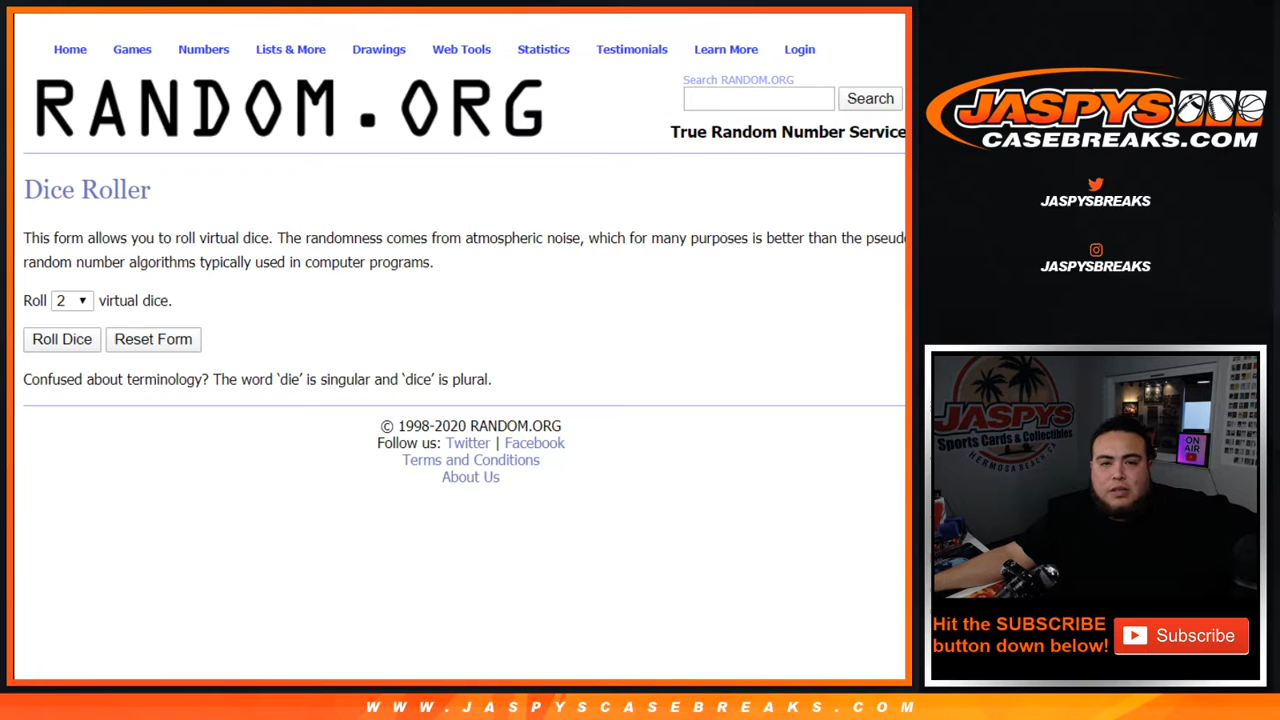 Home Games Numbers Lists & More Drawings Web Tools Statistics Testimonials Learn More Login
RANDOM.ORG
Search RANDOM.ORG
Search
True Random Number Service
Dice Roller
This form allows you to roll virtual dice. The randomness comes from atmospheric noise, which for many purposes is better than the pseudo
random number algorithms typically used in computer programs.
Roll 2 virtual dice.
Roll Dice Reset Form
Confused about terminology? The word ‘die’ is singular and ‘dice’ is plural.
© 1998-2020 RANDOM.ORG
Follow us: Twitter | Facebook
Terms and Conditions
About Us
JASPYS
CASEBREAKS.COM
JASPYSBREAKS
JASPYSBREAKS
JASPYS
Sports Cards & Collectibles
HERMOSA BEACH, CA
ON
AIR
Hit the SUBSCRIBE
button down below!
Subscribe
WWW.JASPYSCASEBREAKS.COM